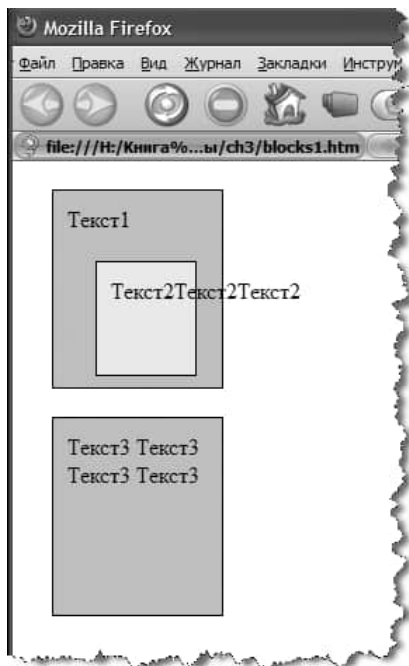 Mozilla Firefox
Файл Правка Вид Журнал Закладки Инструм
file:///H:/Книга%...ы/ch3/blocks1.htm
Текст1
Текст2Текст2Текст2
Текст3 Текст3
Текст3 Текст3